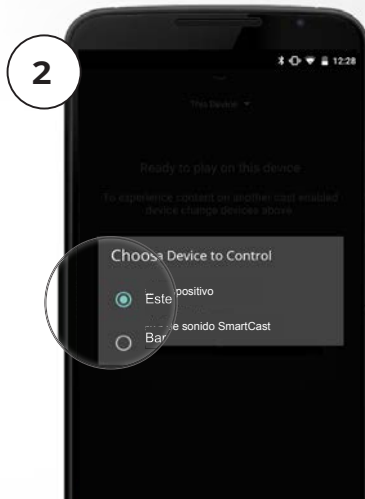 2
12:28
This Device
Ready to play on this device
To experience content on another cast enabled
device change devices above
Choosa Device to Control
Este positivo
de sonido SmartCast
Bar